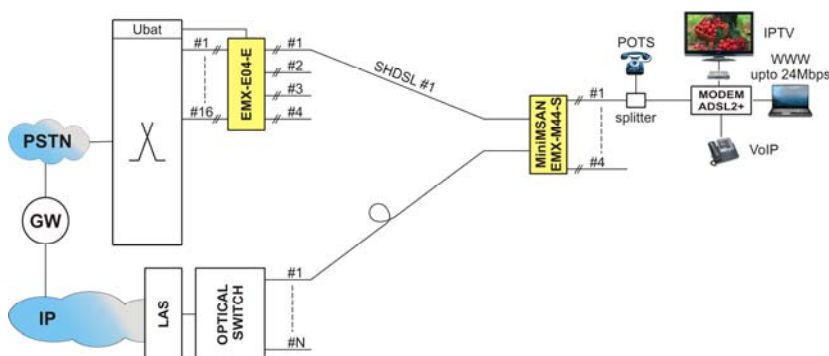 Ubat
#1
#16
EMX-E04-E
#1
#2
#3
#4
SHDSL #1
PSTN
GW
IP
LAS
OPTICAL
SWITCH
#1
#N
MiniMSAN
EMX-M44-S
#1
#4
POTS
splitter
IPTV
WWW
upto 24Mbps
MODEM
ADSL2+
VoIP